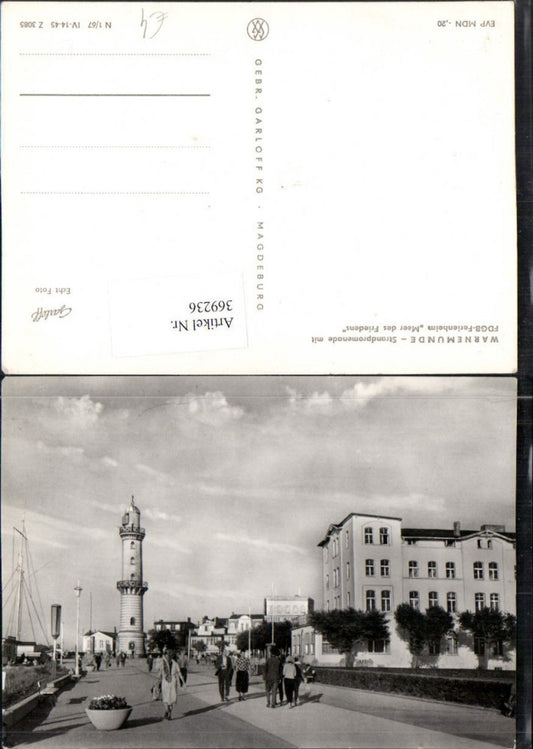 WARNEMÜNDE – Strandpromenade mit
FDGB-Ferienheim „Meer des Friedens"
GEBR. GARLOFF KG · MAGDEBURG
Artikel Nr.
369236
Garloff
Echt Foto
EVP MDN -,20
N 1/67 IV-14-45 Z 3085